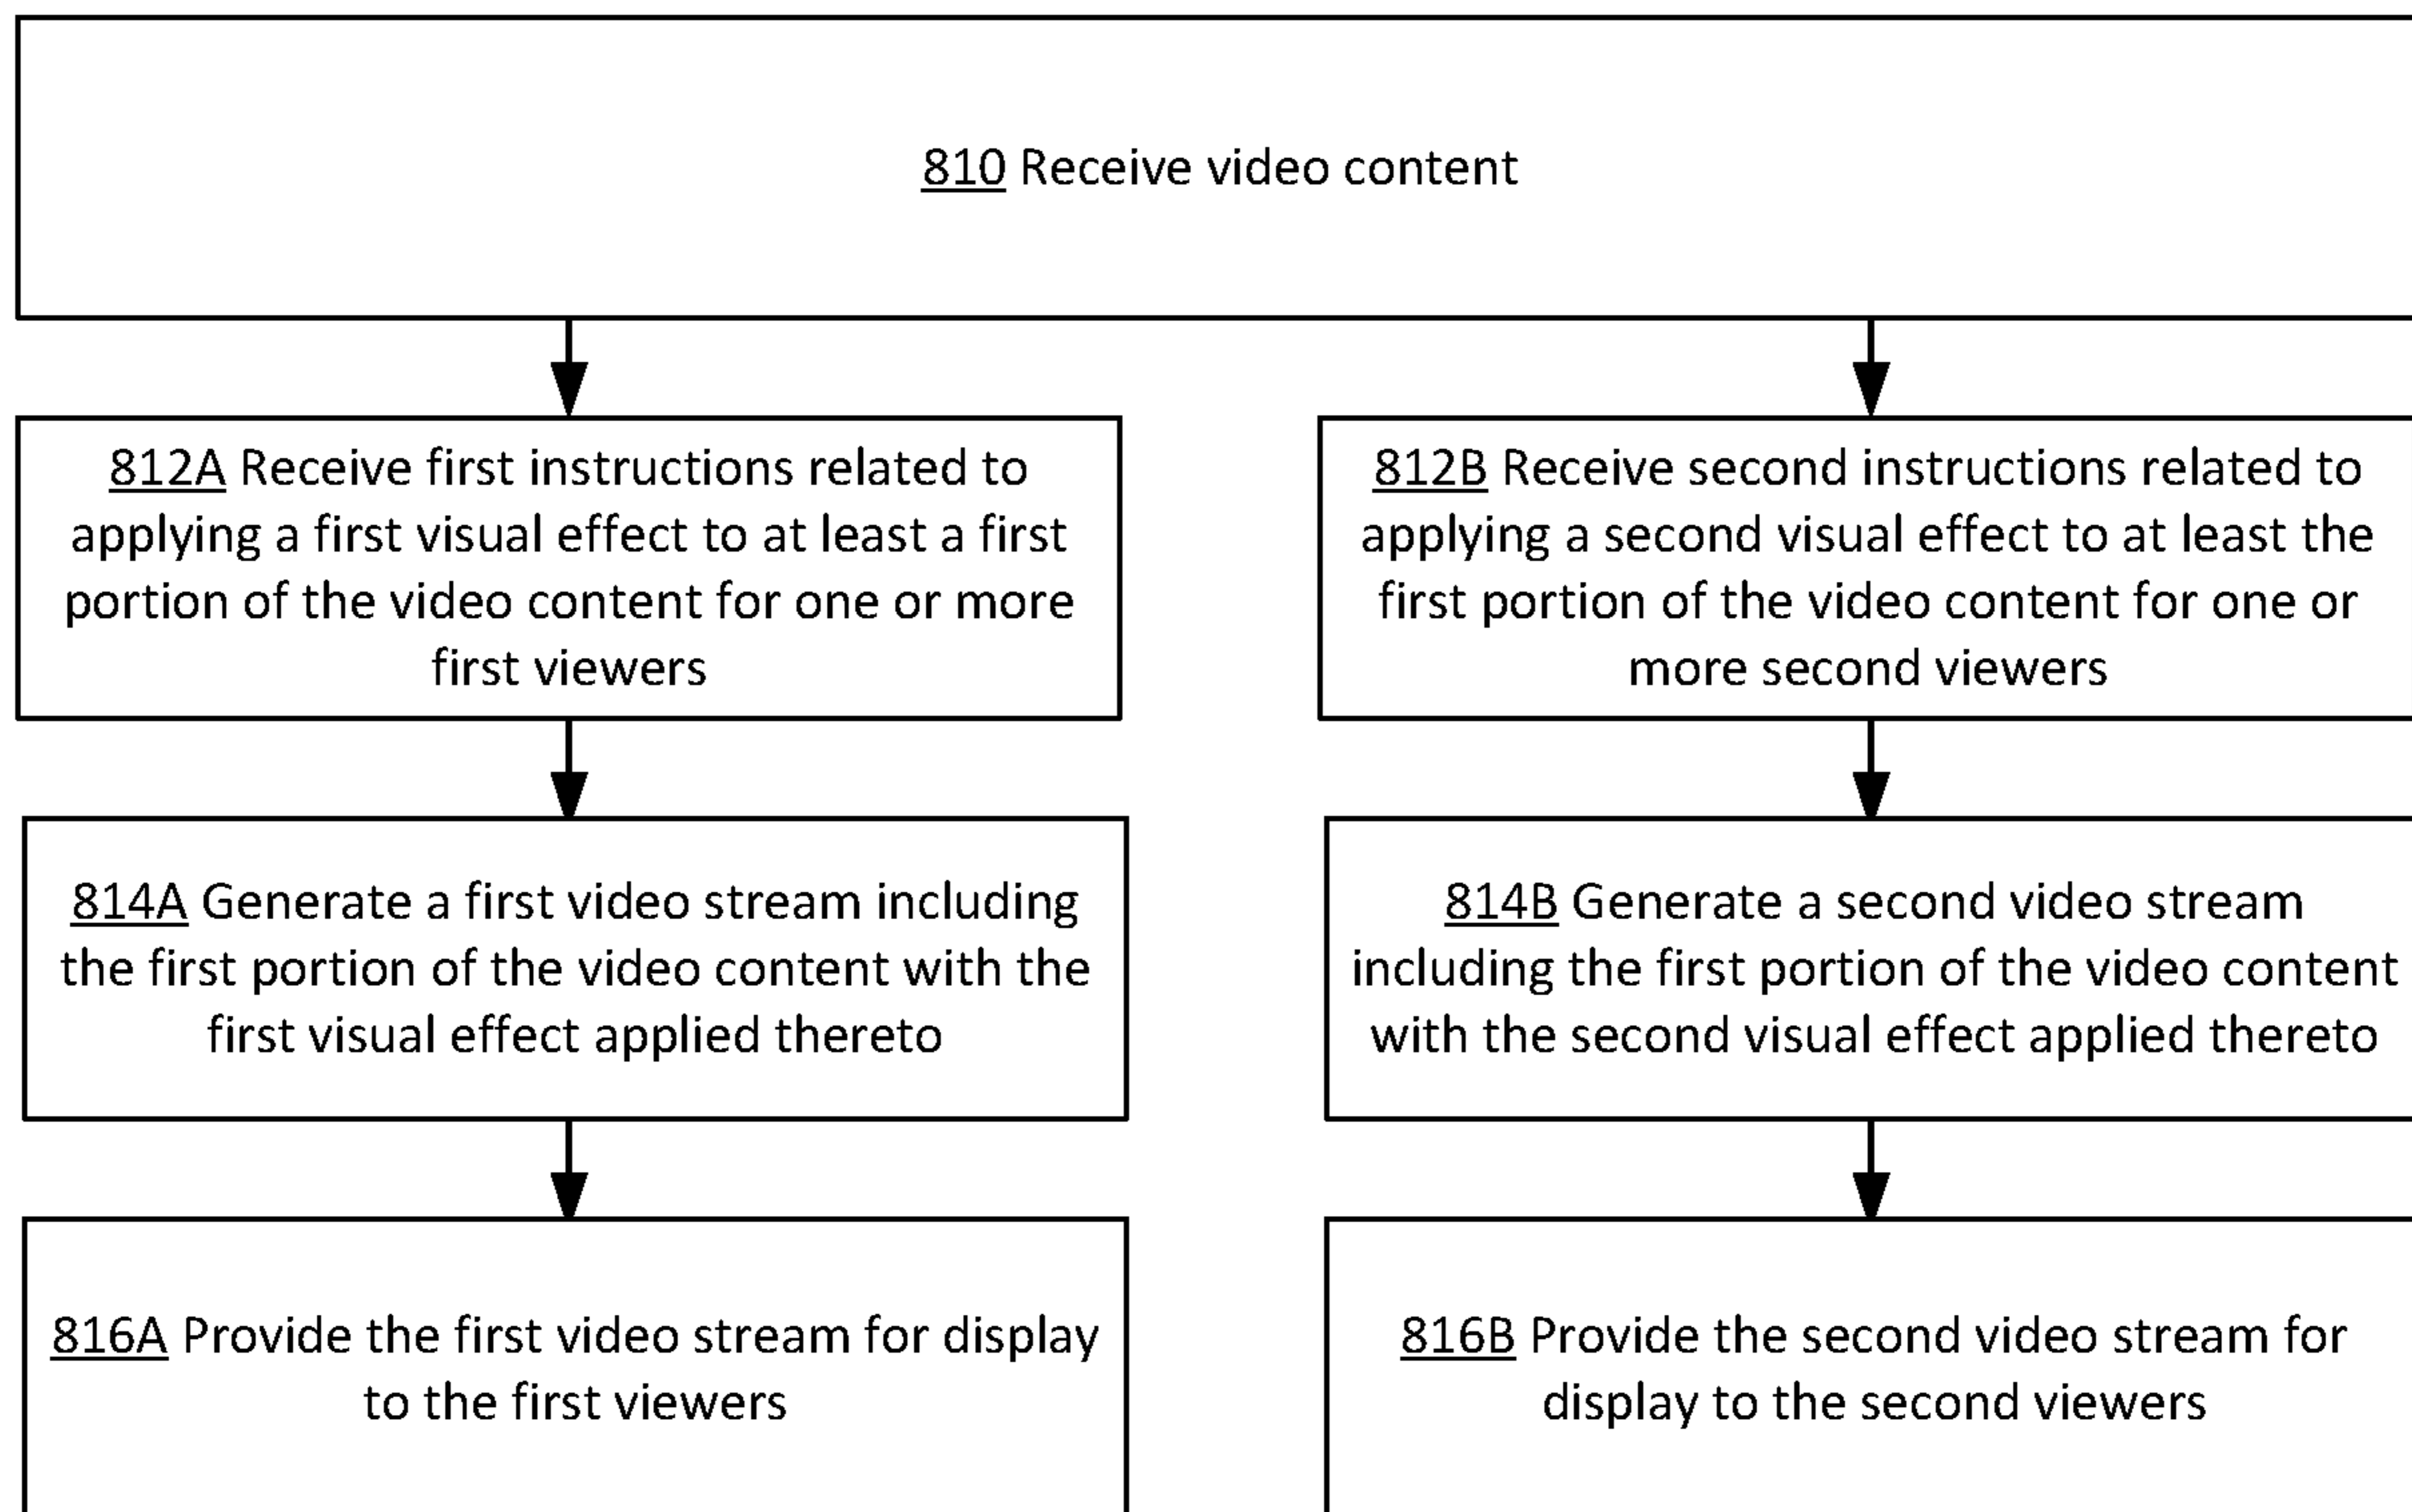 810 Receive video content
812A Receive first instructions related to
applying a first visual effect to at least a first
portion of the video content for one or more
first viewers
812B Receive second instructions related to
applying a second visual effect to at least the
first portion of the video content for one or
more second viewers
814A Generate a first video stream including
the first portion of the video content with the
first visual effect applied thereto
814B Generate a second video stream
including the first portion of the video content
with the second visual effect applied thereto
816A Provide the first video stream for display
to the first viewers
816B Provide the second video stream for
display to the second viewers